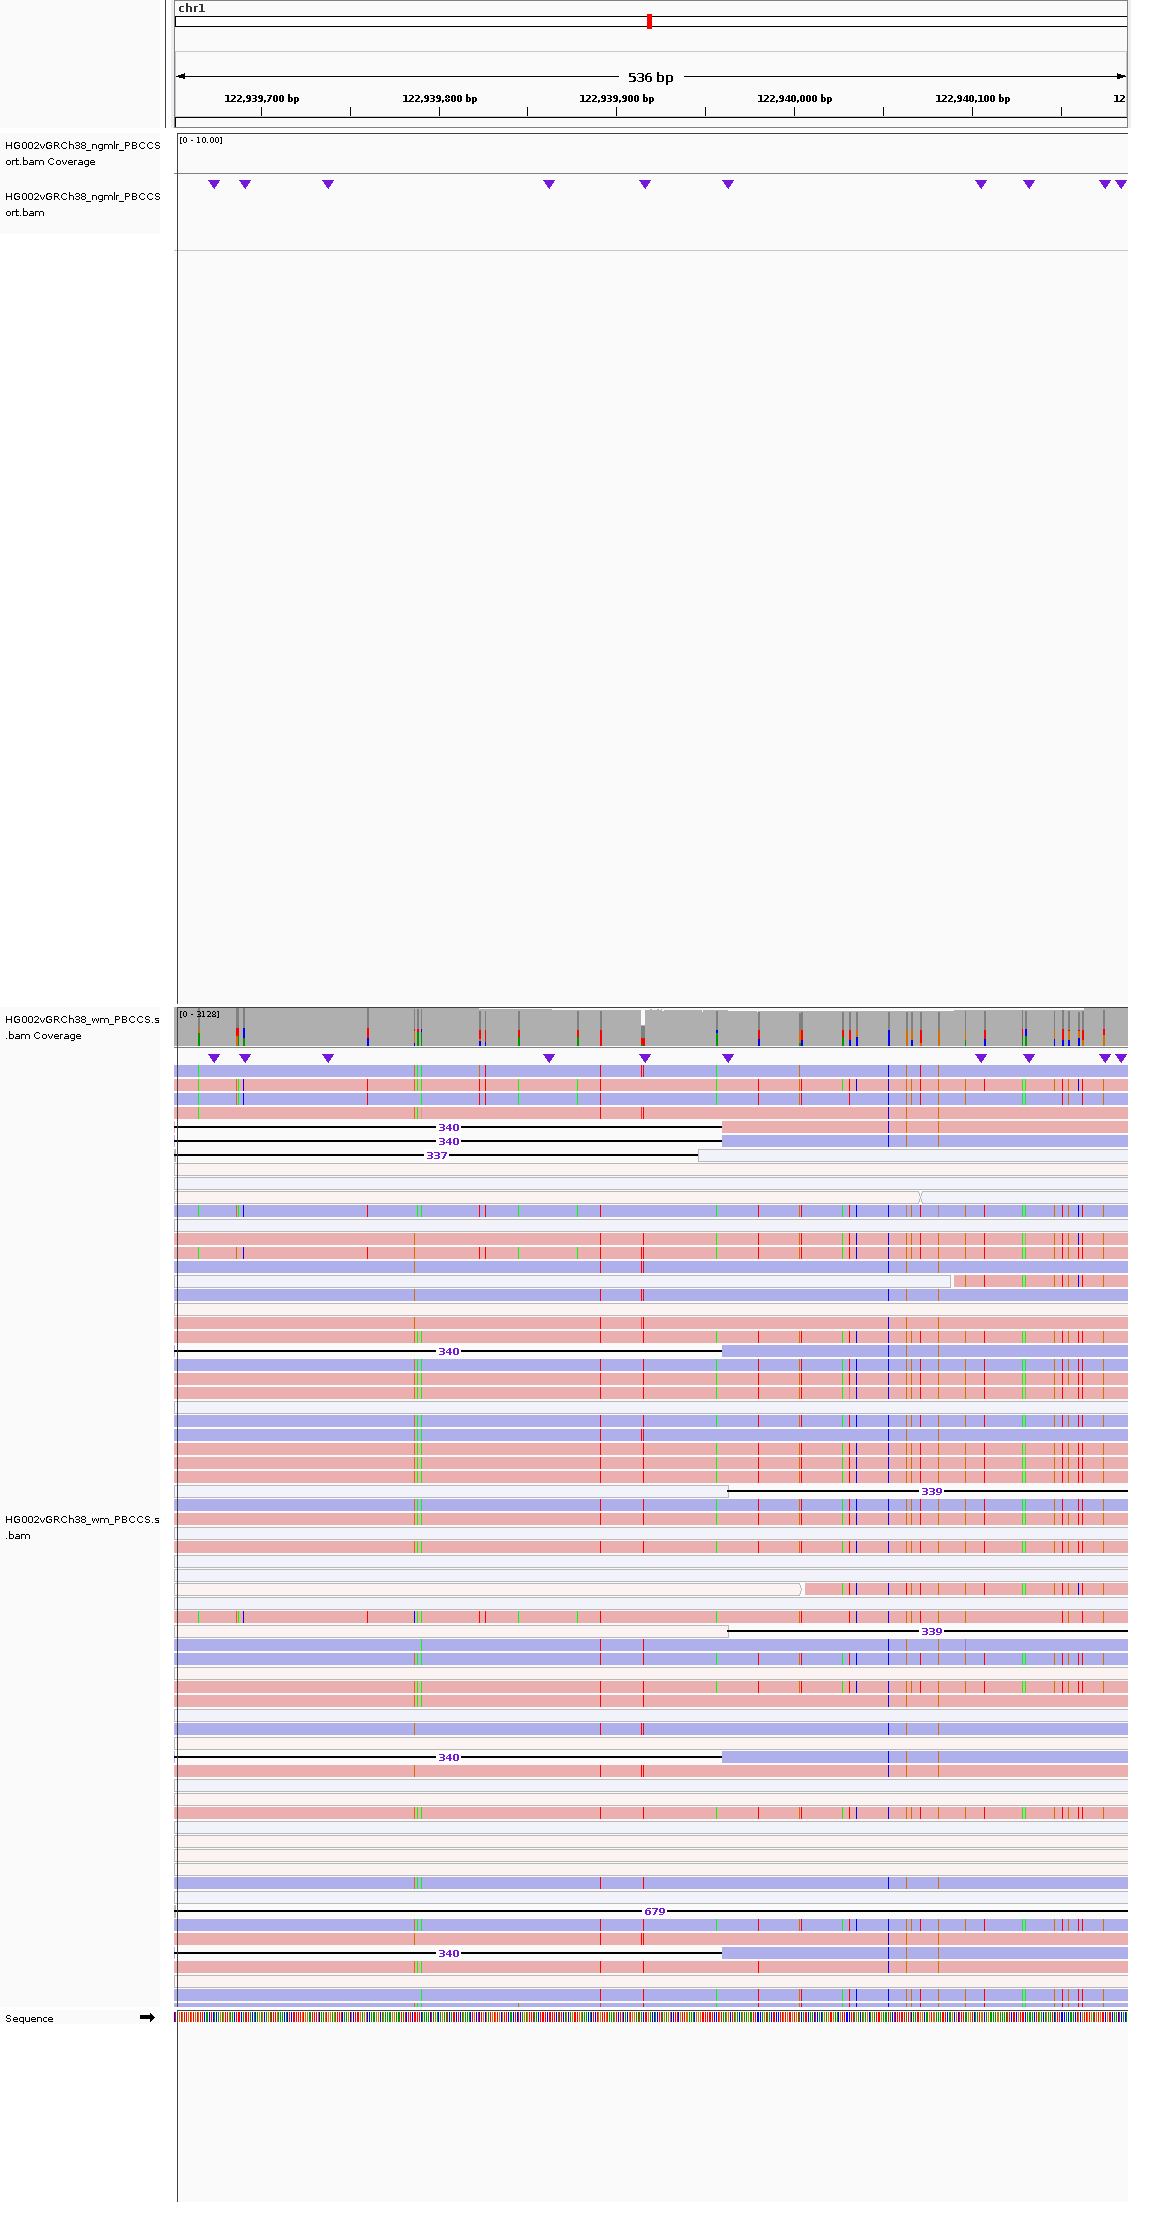 chr1
536 bp
122,939,700 bp 122,939,800 bp 122,939,900 bp 122,940,000 bp 122,940,100 bp 12
HG002vGRCh38_ngmlr_PBCCS
ort.bam Coverage
[0 - 10.00]
HG002vGRCh38_ngmlr_PBCCS
ort.bam
HG002vGRCh38_wm_PBCCS.s
.bam Coverage
[0 - 3128]
340
340
337
340
339
HG002vGRCh38_wm_PBCCS.s
.bam
339
340
679
340
Sequence